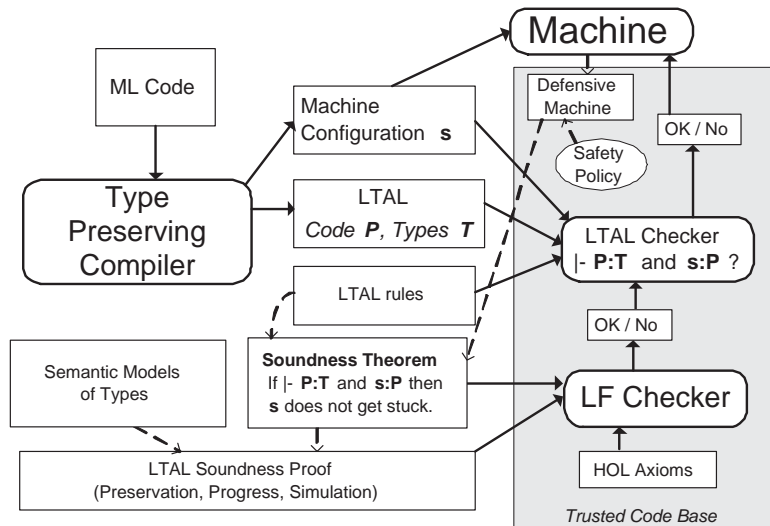 Machine
ML Code
Defensive
Machine
Machine
Configuration s
OK / No
Safety
Policy
Type
Preserving
Compiler
LTAL
Code P, Types T
LTAL Checker
|- P:T and s:P ?
LTAL rules
OK / No
Semantic Models
of Types
Soundness Theorem
If |- P:T and s:P then
s does not get stuck.
LF Checker
LTAL Soundness Proof
(Preservation, Progress, Simulation)
HOL Axioms
Trusted Code Base